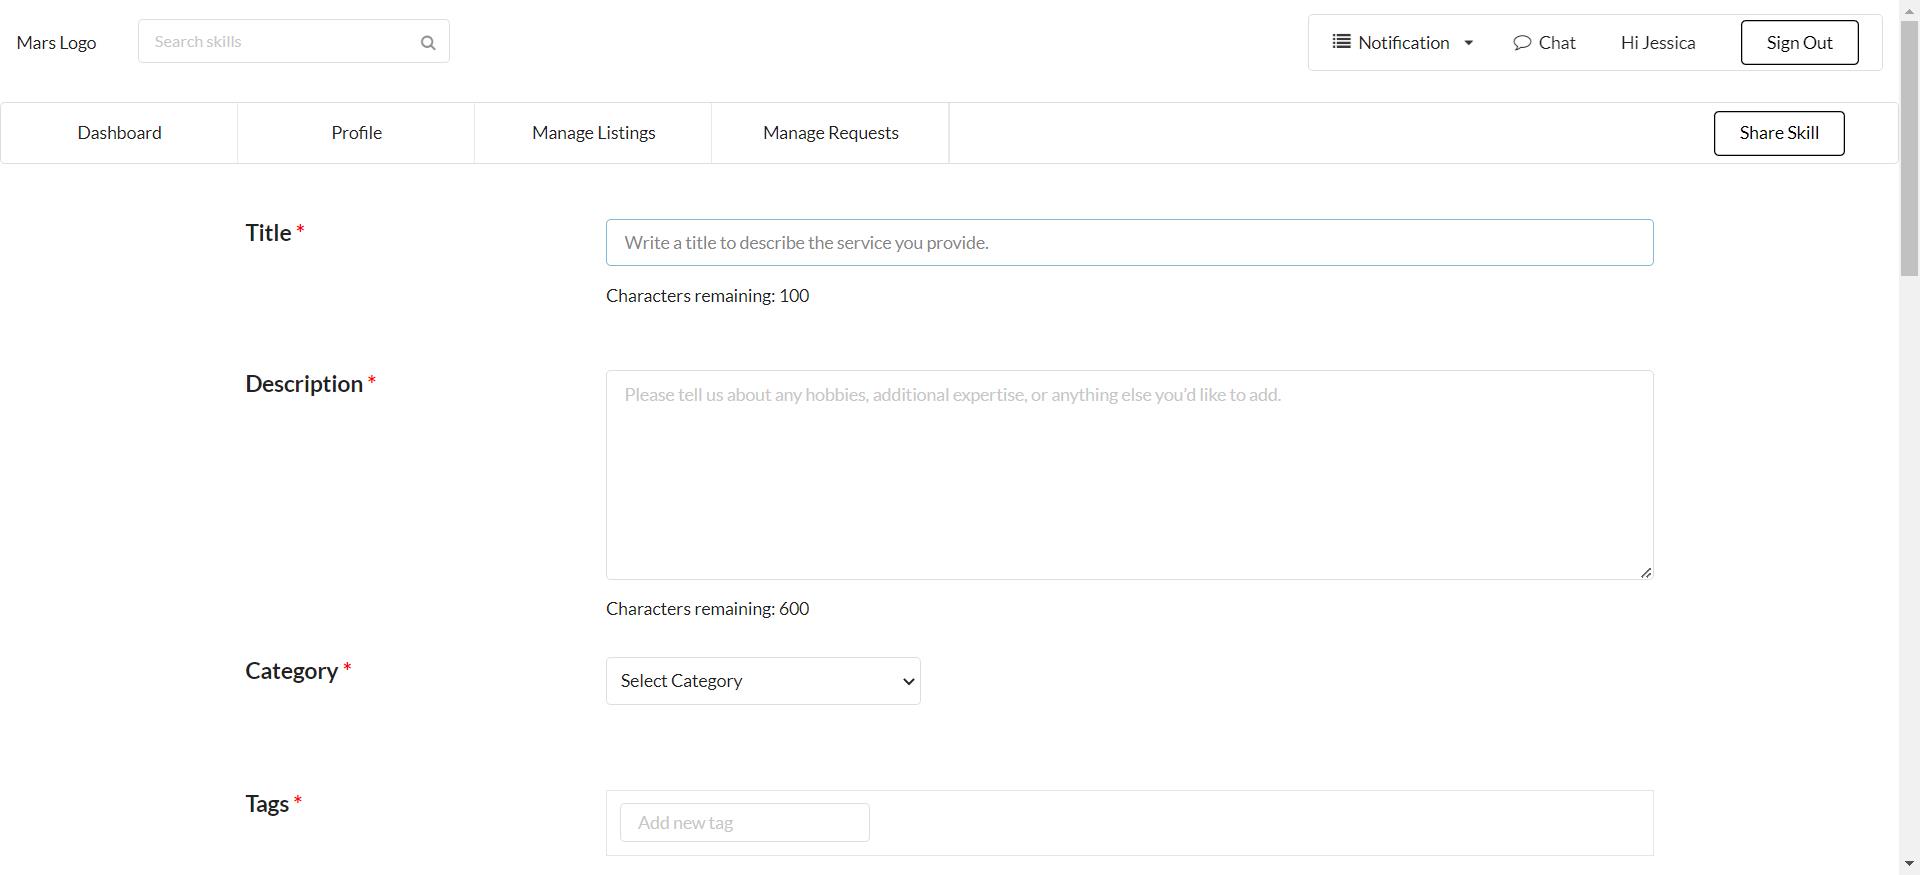 Mars Logo
Search skills
Notification
Chat
Hi Jessica
Sign Out
Dashboard
Profile
Manage Listings
Manage Requests
Share Skill
Title *
Write a title to describe the service you provide.
Characters remaining: 100
Description *
Please tell us about any hobbies, additional expertise, or anything else you'd like to add.
Characters remaining: 600
Category *
Select Category
Tags *
Add new tag